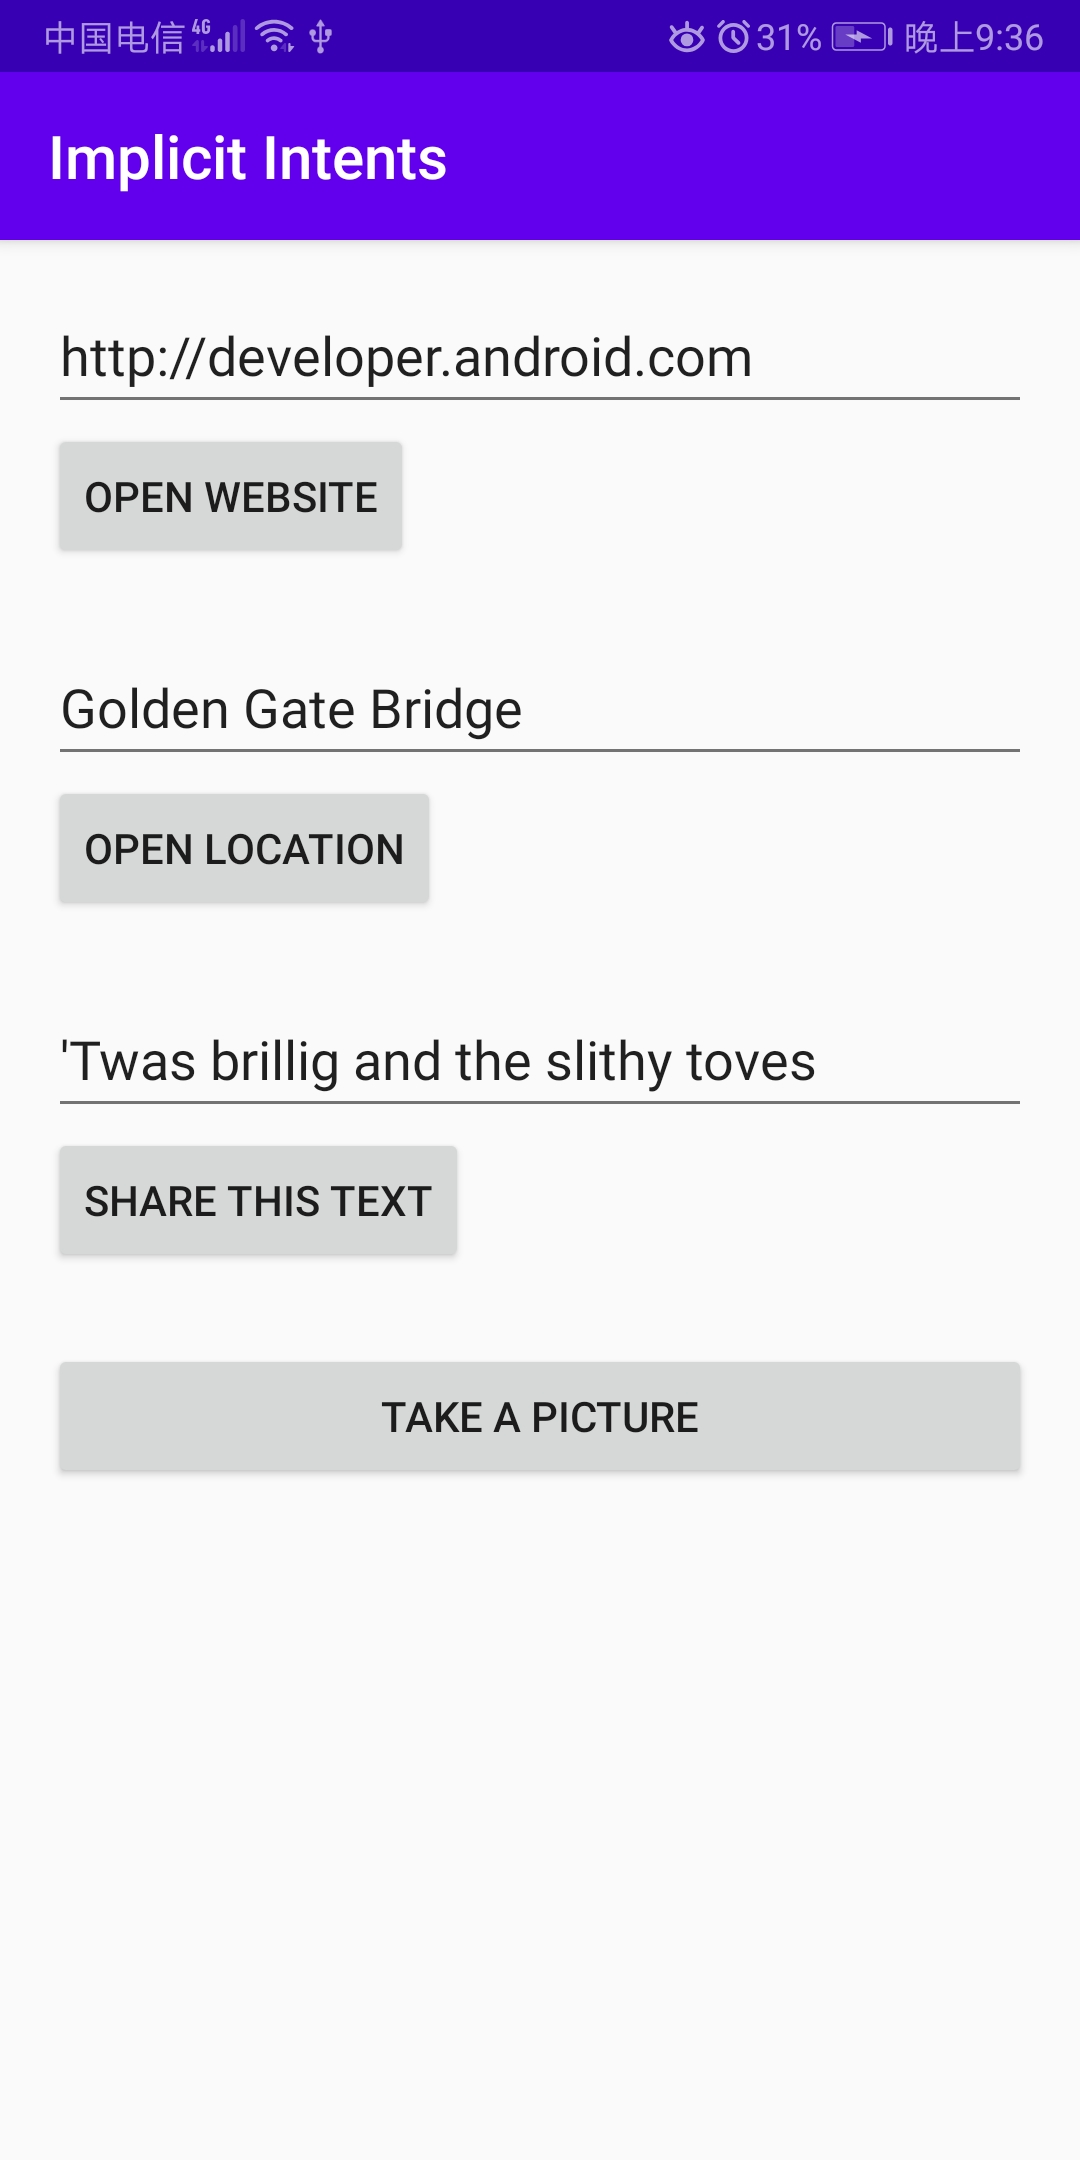 中国电信 4G 31% 晚上9:36
Implicit Intents
http://developer.android.com
OPEN WEBSITE
Golden Gate Bridge
OPEN LOCATION
'Twas brillig and the slithy toves
SHARE THIS TEXT
TAKE A PICTURE